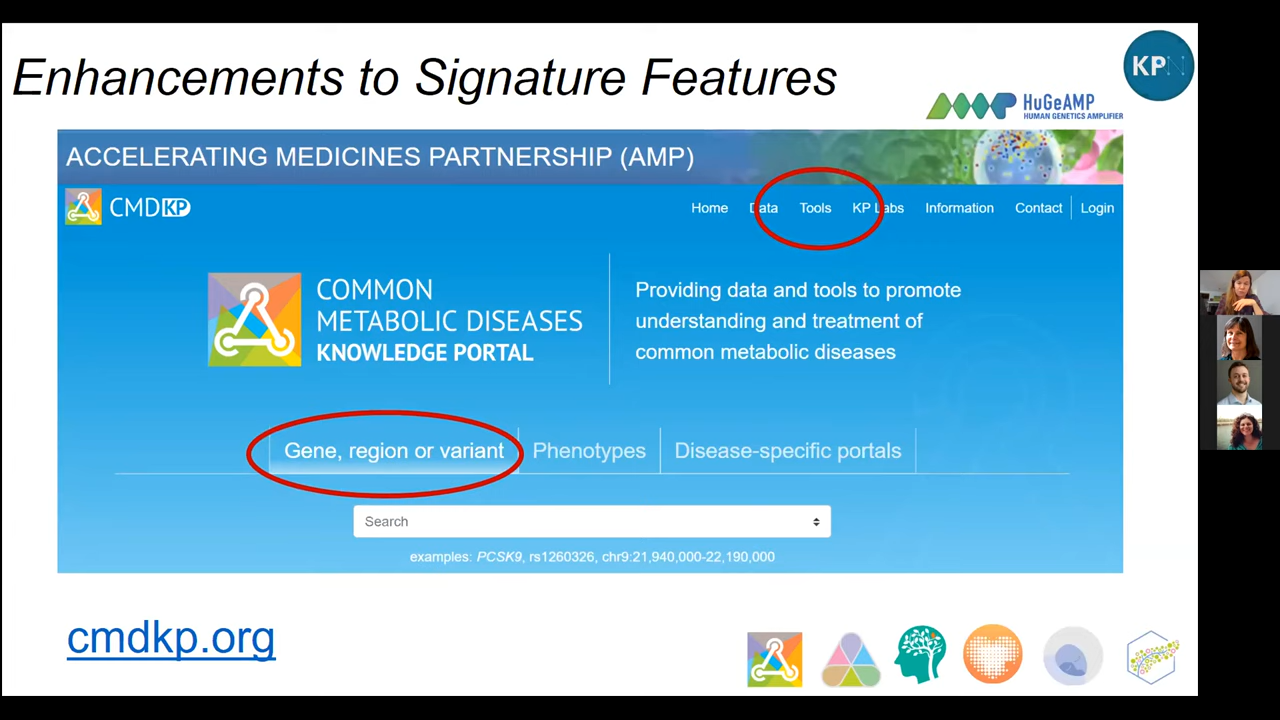 Enhancements to Signature Features
KPN
HuGeAMP
HUMAN GENETICS AMPLIFIER
ACCELERATING MEDICINES PARTNERSHIP (AMP)
CMDKP
Home Data Tools KP Labs Information Contact Login
COMMON
METABOLIC DISEASES
KNOWLEDGE PORTAL
Providing data and tools to promote
understanding and treatment of
common metabolic diseases
Gene, region or variant Phenotypes Disease-specific portals
Search
examples: PCSK9, rs1260326, chr9:21,940,000-22,190,000
cmdkp.org